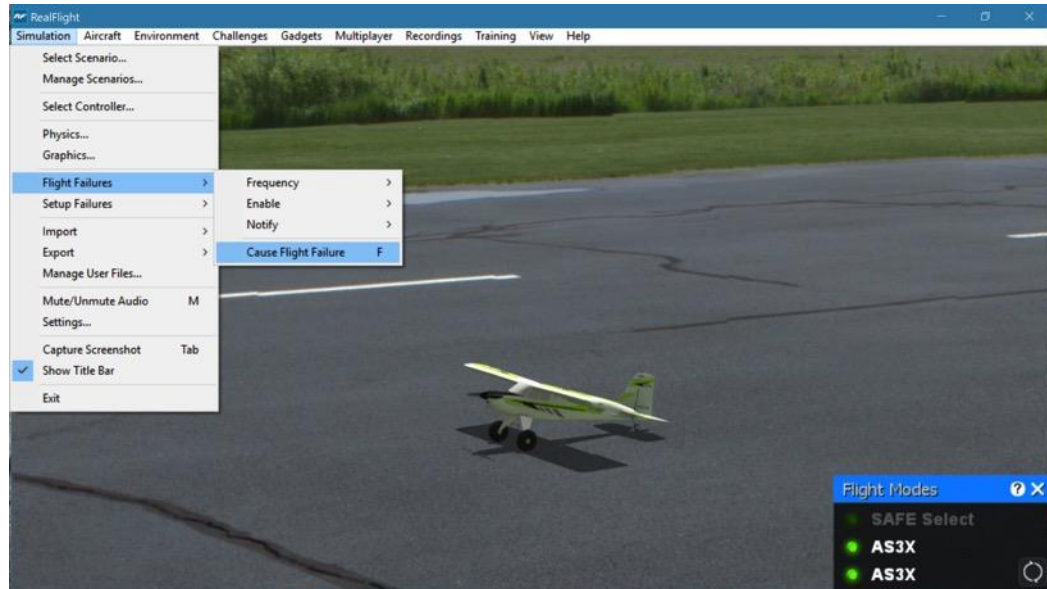 RealFlight
Simulation Aircraft Environment Challenges Gadgets Multiplayer Recordings Training View Help
Select Scenario...
Manage Scenarios...
Select Controller...
Physics...
Graphics...
Flight Failures
Setup Failures
Import
Export
Manage User Files...
Mute/Unmute Audio M
Settings...
Capture Screenshot Tab
Show Title Bar
Exit
Frequency
Enable
Notify
Cause Flight Failure F
Flight Modes
SAFE Select
AS3X
AS3X